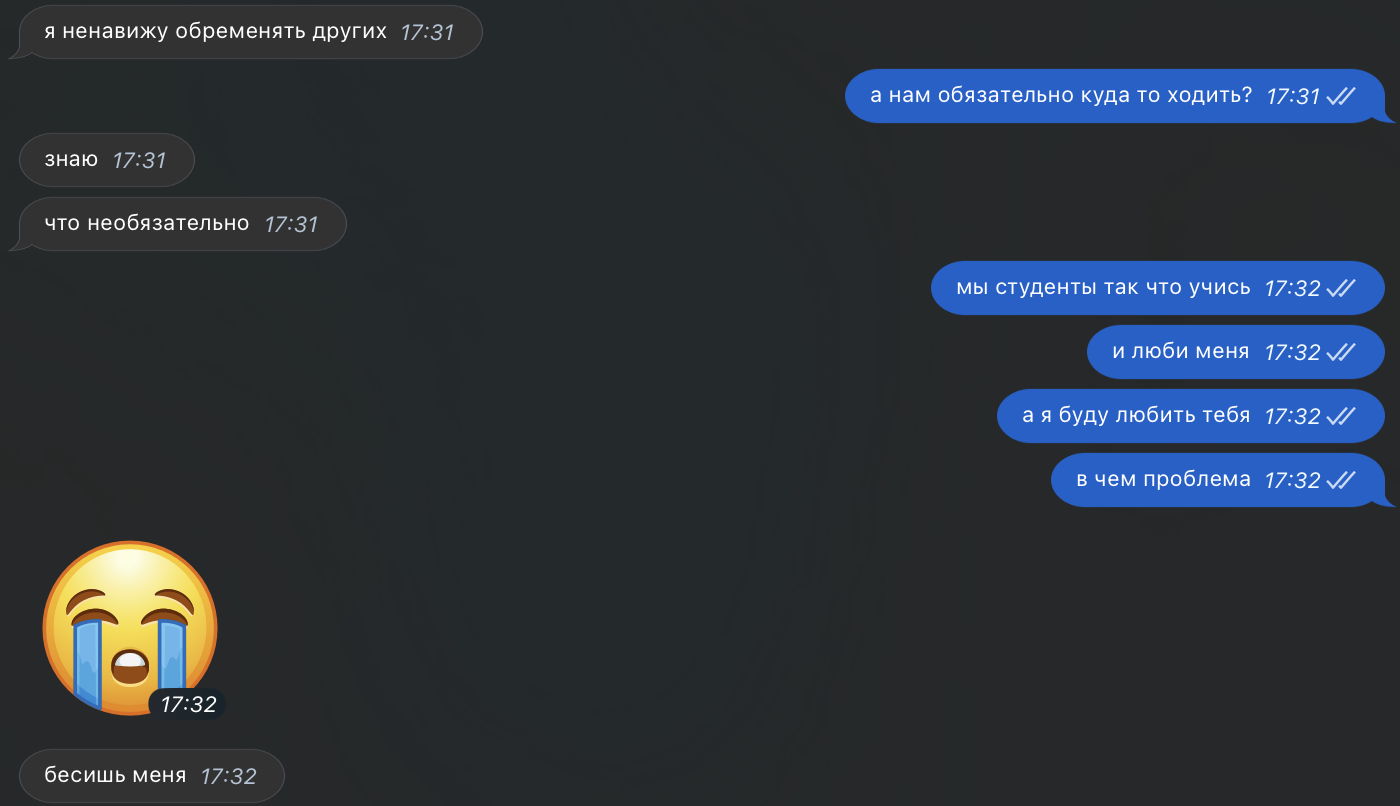 я ненавижу обременять других 17:31
а нам обязательно куда то ходить? 17:31
знаю 17:31
что необязательно 17:31
мы студенты так что учись 17:32
и люби меня 17:32
а я буду любить тебя 17:32
в чем проблема 17:32
17:32
бесишь меня 17:32